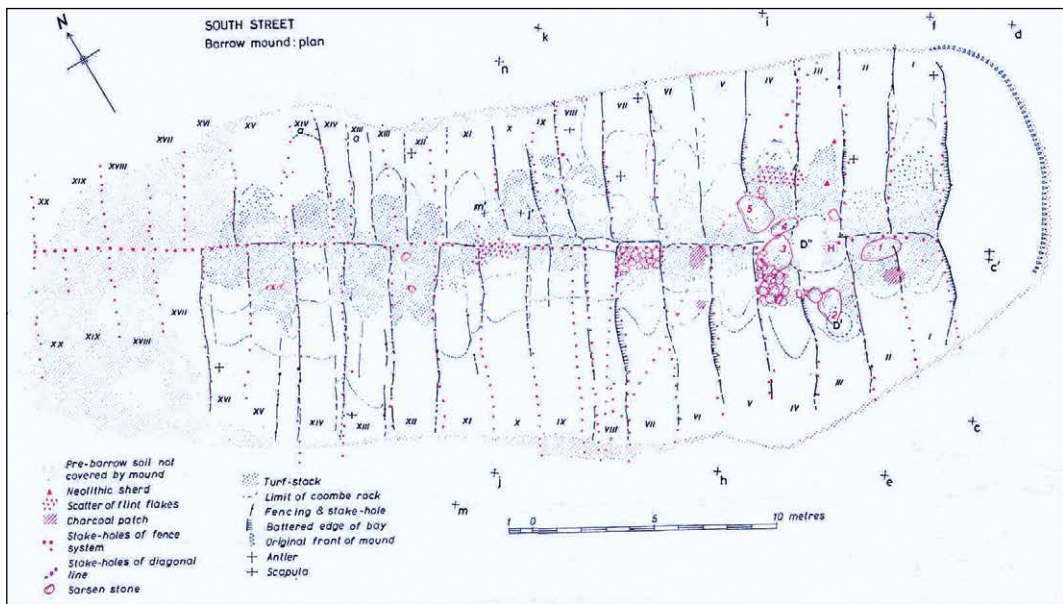 N
SOUTH STREET
Barrow mound: plan
k
i
f
d
n
XX XIX XVIII XVII XVI XV XIV a XIV XIII a XIII XII XI X IX VIII VII VI V IV III II I
m' j' 5 4 3 D" H" c'
2 D'
XX XIX XVIII XVII XVI XV XIV XIII XII XI X IX VIII VII VI V IV III II I
c
j
h
e
m
Pre-barrow soil not
covered by mound
Neolithic sherd
Scatter of flint flakes
Charcoal patch
Stake-holes of fence
system
Stake-holes of diagonal
line
Sarsen stone
Turf-stack
Limit of coombe rock
Fencing & stake-hole
Battered edge of bay
Original front of mound
Antler
Scapula
1 0 5 10 metres